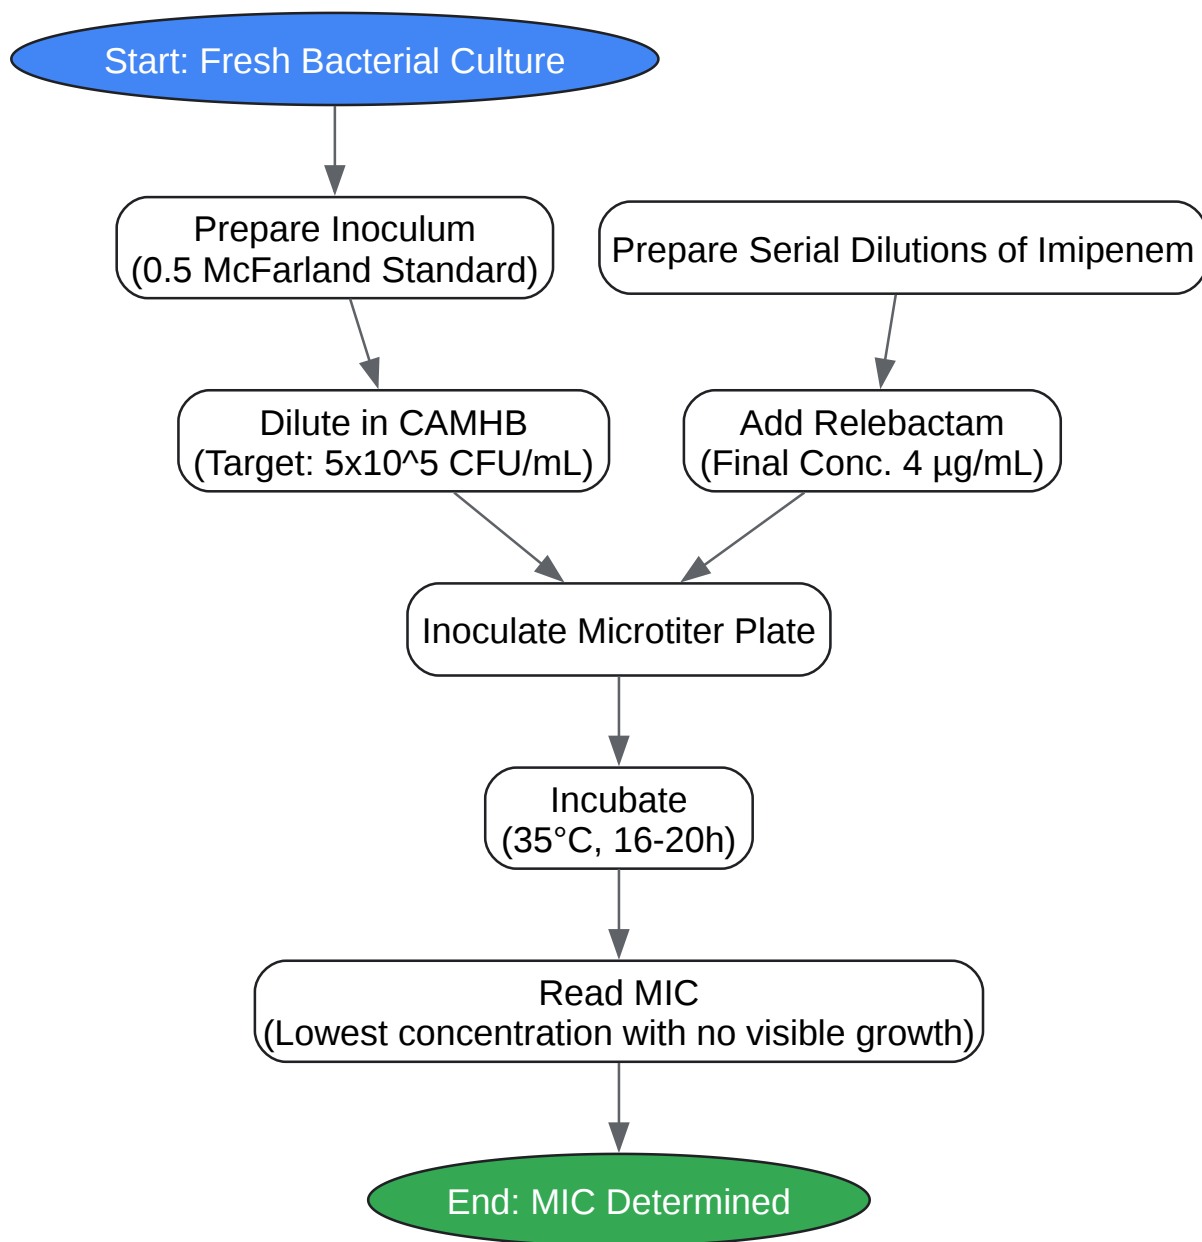 Start: Fresh Bacterial Culture
Prepare Inoculum
(0.5 McFarland Standard)
Prepare Serial Dilutions of Imipenem
Dilute in CAMHB
(Target: 5x10^5 CFU/mL)
Add Relebactam
(Final Conc. 4 µg/mL)
Inoculate Microtiter Plate
Incubate
(35°C, 16-20h)
Read MIC
(Lowest concentration with no visible growth)
End: MIC Determined